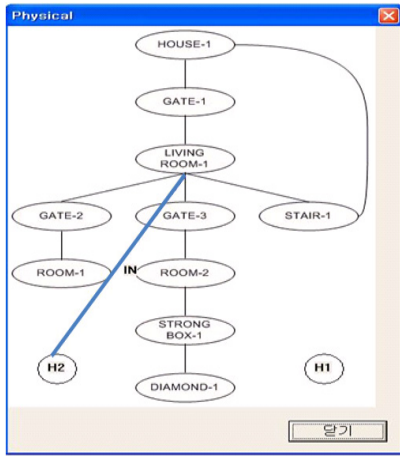 Physical
HOUSE-1
GATE-1
LIVING
ROOM-1
GATE-2
GATE-3
STAIR-1
ROOM-1
IN
ROOM-2
STRONG
BOX-1
H2
H1
DIAMOND-1
닫기